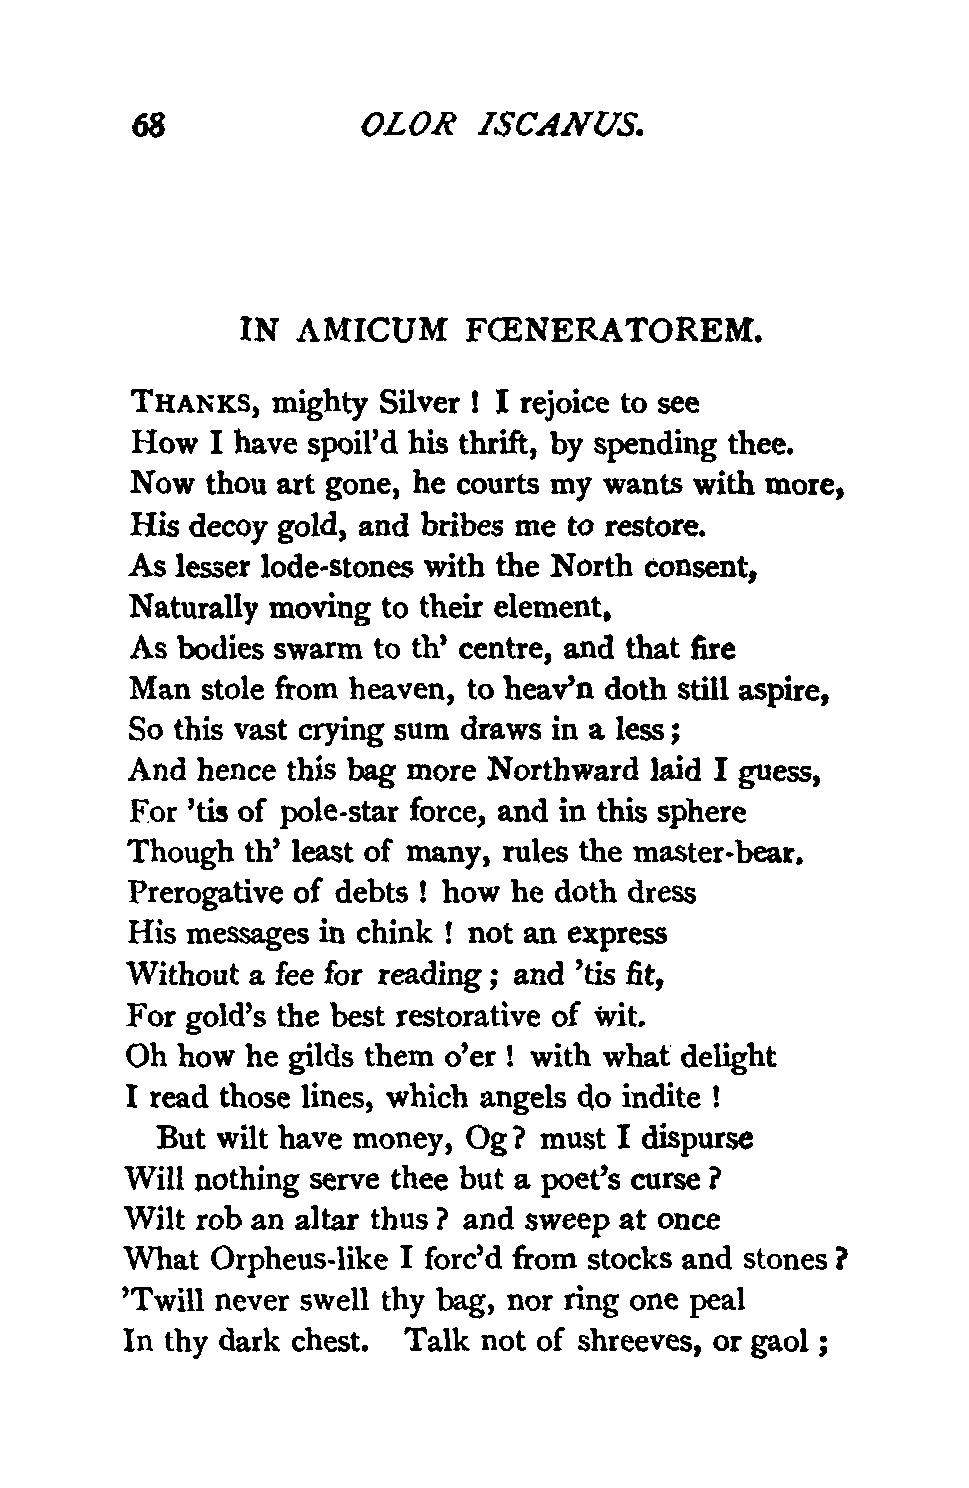 68 OLOR ISCANUS.
IN AMICUM FŒNERATOREM.
THANKS, mighty Silver ! I rejoice to see
How I have spoil’d his thrift, by spending thee.
Now thou art gone, he courts my wants with more,
His decoy gold, and bribes me to restore.
As lesser lode-stones with the North consent,
Naturally moving to their element,
As bodies swarm to th’ centre, and that fire
Man stole from heaven, to heav’n doth still aspire,
So this vast crying sum draws in a less ;
And hence this bag more Northward laid I guess,
For ’tis of pole-star force, and in this sphere
Though th’ least of many, rules the master-bear.
Prerogative of debts ! how he doth dress
His messages in chink ! not an express
Without a fee for reading ; and ’tis fit,
For gold’s the best restorative of wit.
Oh how he gilds them o’er ! with what delight
I read those lines, which angels do indite !
But wilt have money, Og ? must I dispurse
Will nothing serve thee but a poet’s curse ?
Wilt rob an altar thus ? and sweep at once
What Orpheus-like I forc’d from stocks and stones ?
’Twill never swell thy bag, nor ring one peal
In thy dark chest. Talk not of shreeves, or gaol ;